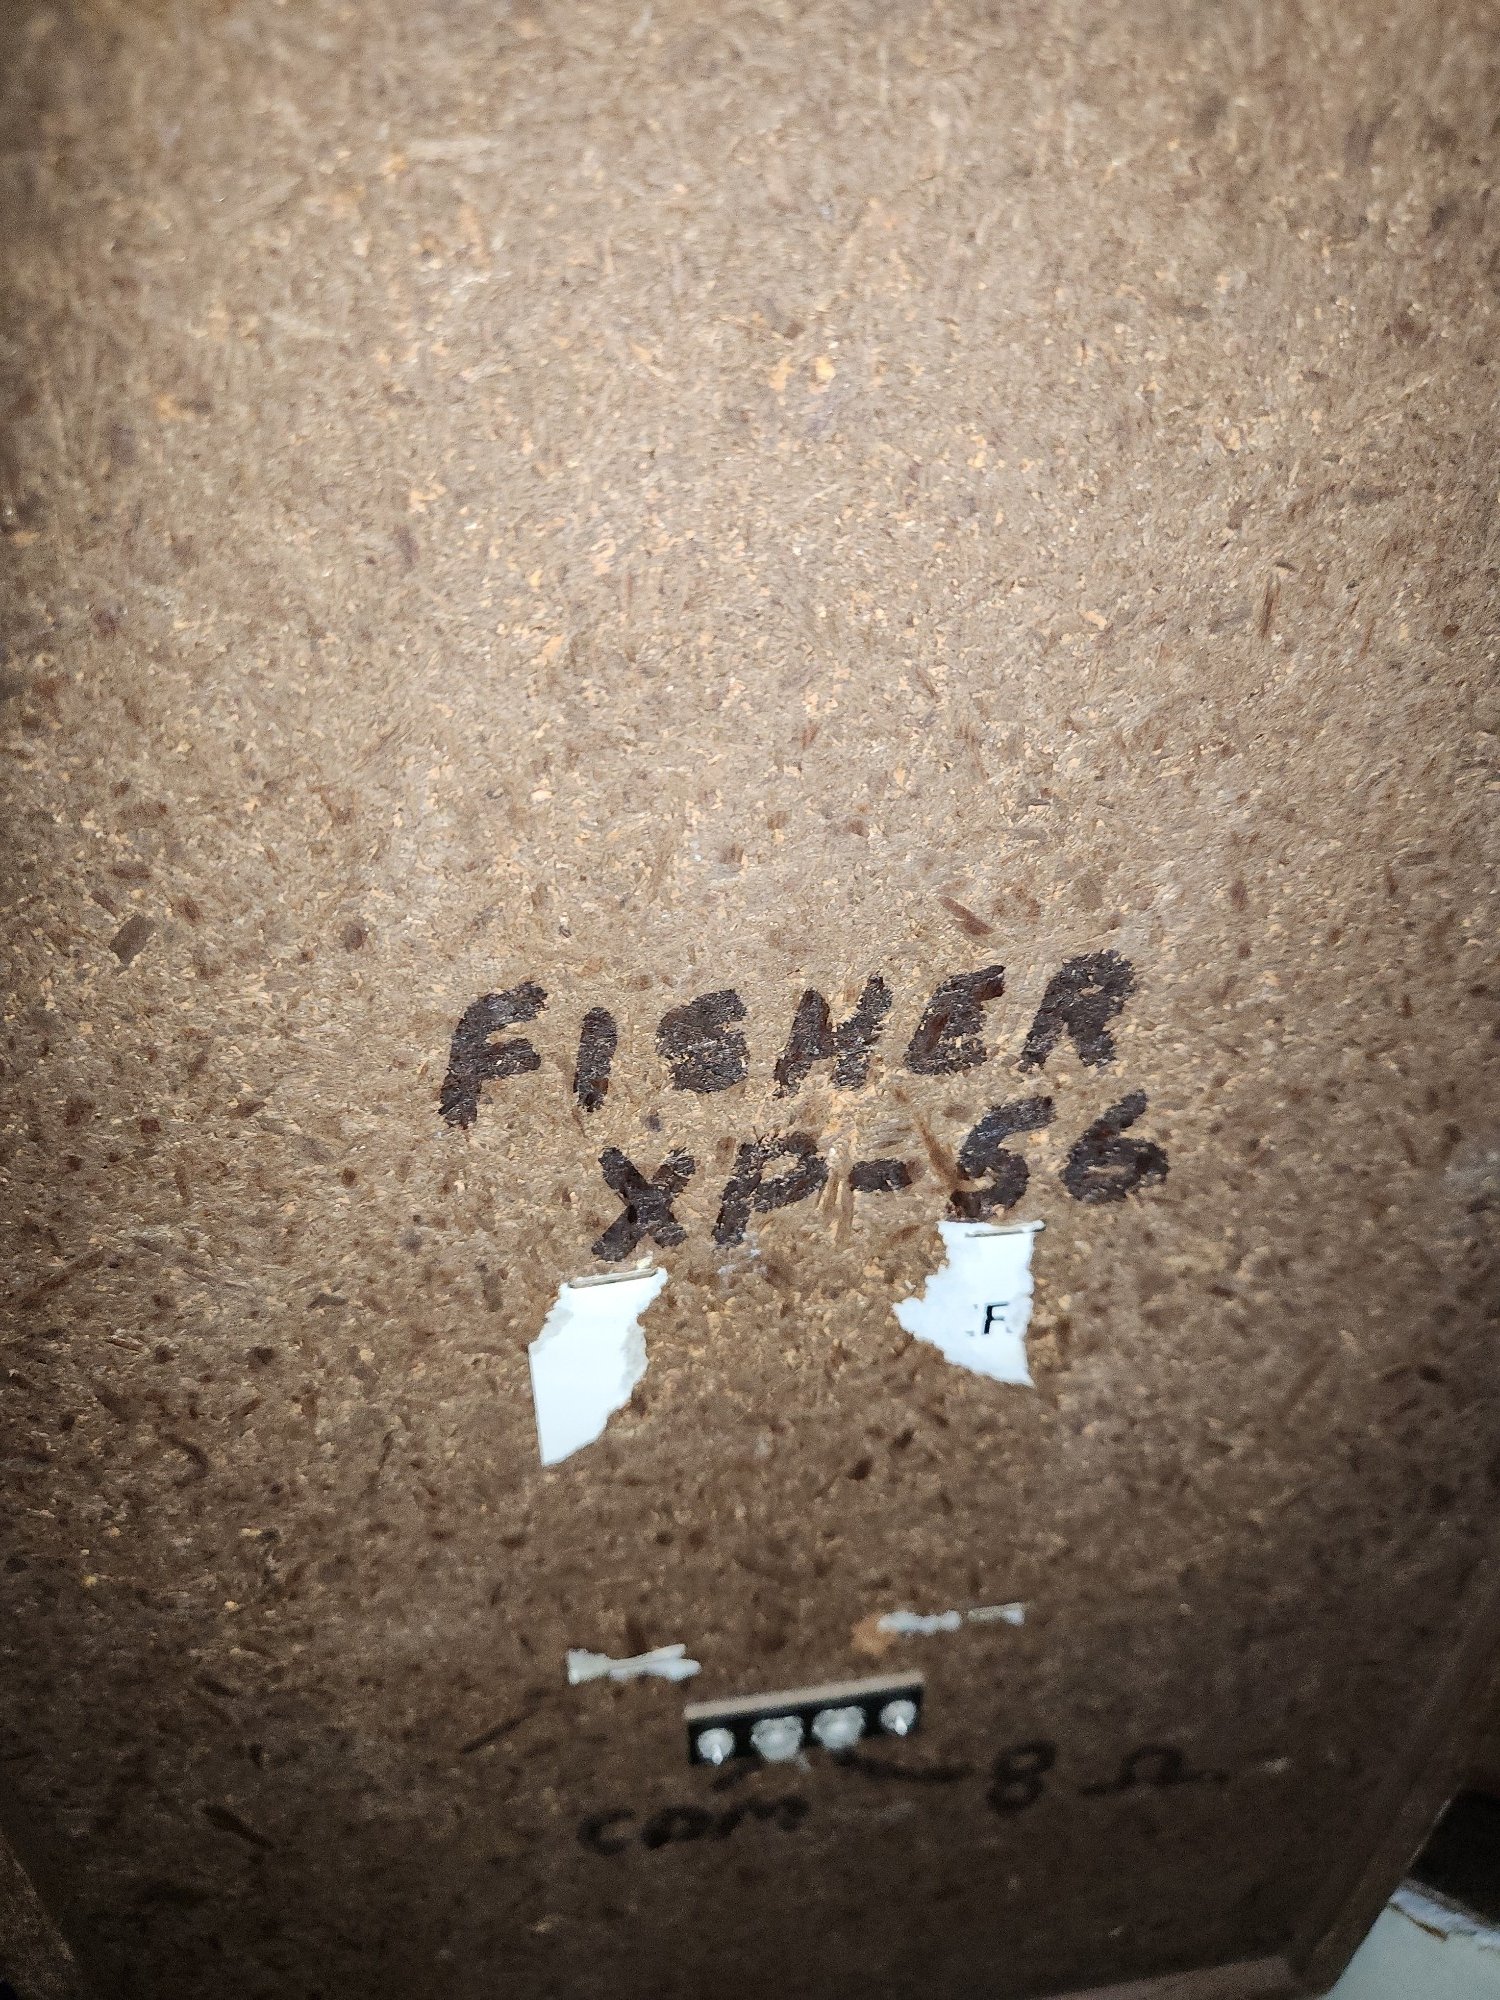 FISHER
XP-56
F
com 8 Ω